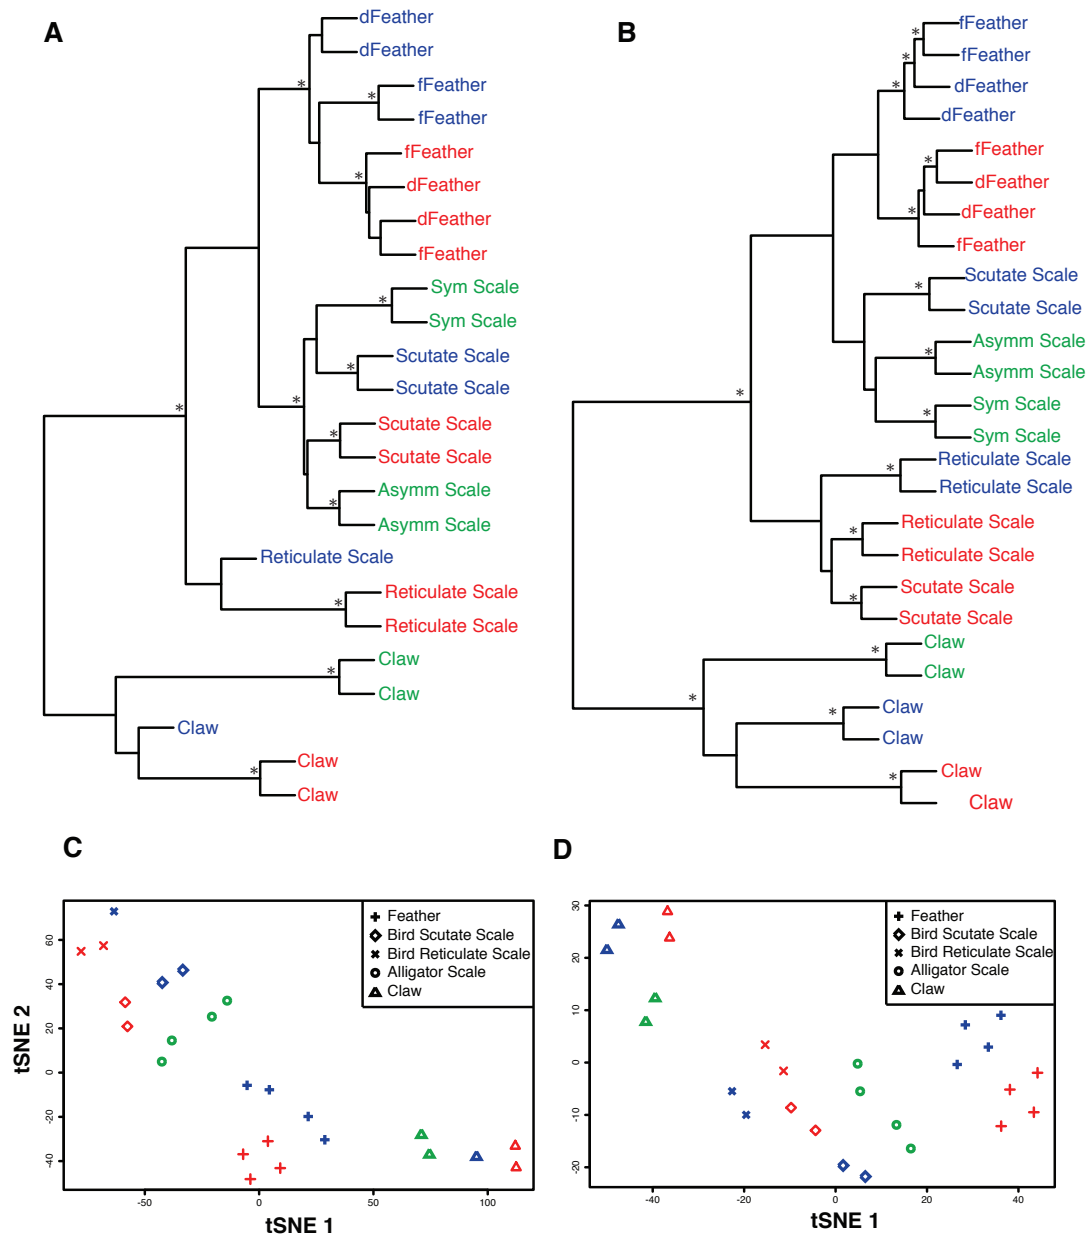 A
dFeather
dFeather
*
fFeather
*
fFeather
fFeather
*
dFeather
dFeather
fFeather
Sym Scale
*
Sym Scale
Scutate Scale
*
Scutate Scale
*
*
Scutate Scale
*
Scutate Scale
Asymm Scale
*
Asymm Scale
Reticulate Scale
Reticulate Scale
*
Reticulate Scale
Claw
*
Claw
Claw
Claw
*
Claw
B
fFeather
*
fFeather
*
*
dFeather
dFeather
fFeather
*
dFeather
*
dFeather
fFeather
Scutate Scale
*
Scutate Scale
Asymm Scale
*
Asymm Scale
*
Sym Scale
*
Sym Scale
Reticulate Scale
*
Reticulate Scale
Reticulate Scale
*
Reticulate Scale
Scutate Scale
*
Scutate Scale
Claw
*
Claw
*
Claw
*
Claw
Claw
*
Claw
C
Feather
Bird Scutate Scale
Bird Reticulate Scale
Alligator Scale
Claw
60
40
20
0
-20
-40
tSNE 2
-50 0 50 100
tSNE 1
D
Feather
Bird Scutate Scale
Bird Reticulate Scale
Alligator Scale
Claw
30
20
10
0
-10
-20
-40 -20 0 20 40
tSNE 1